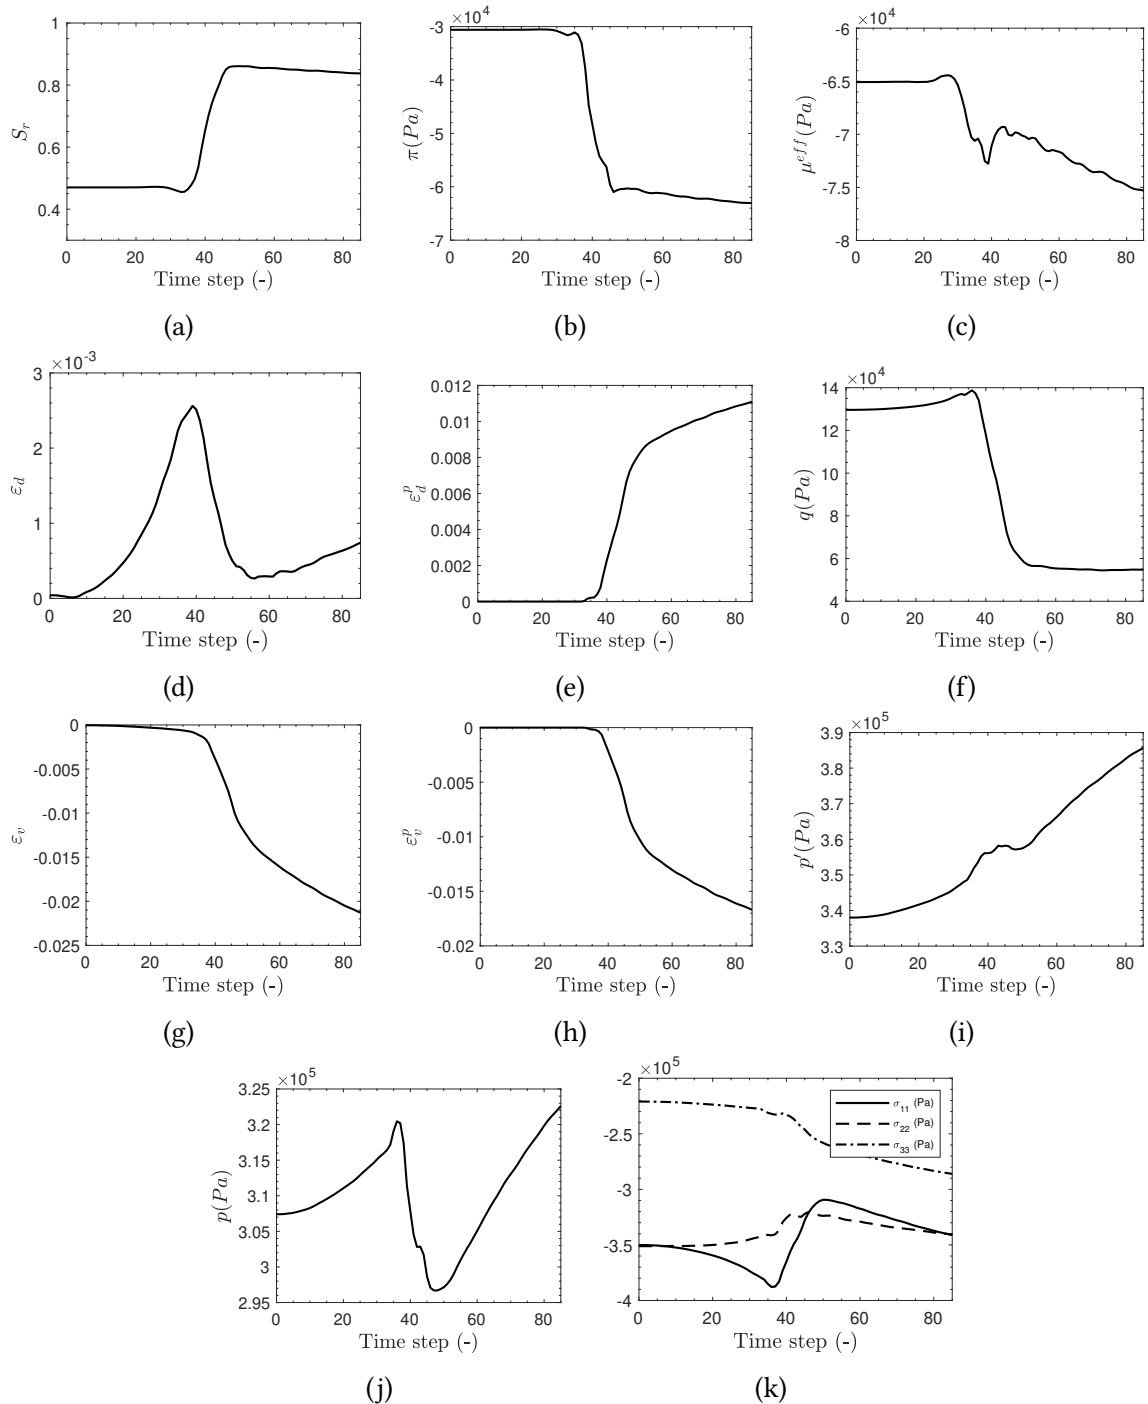 1
0.8
0.6
0.4
S_r
0 20 40 60 80
Time step (-)
(a)
×10^4
-3
-4
-5
-6
-7
π(Pa)
0 20 40 60 80
Time step (-)
(b)
×10^4
-6
-6.5
-7
-7.5
-8
μ^{eff}(Pa)
0 20 40 60 80
Time step (-)
(c)
×10^{-3}
3
2
1
0
ε_d
0 20 40 60 80
Time step (-)
(d)
0.012
0.01
0.008
0.006
0.004
0.002
0
ε_d^p
0 20 40 60 80
Time step (-)
(e)
×10^4
14
12
10
8
6
4
q(Pa)
0 20 40 60 80
Time step (-)
(f)
0
-0.005
-0.01
-0.015
-0.02
-0.025
ε_v
0 20 40 60 80
Time step (-)
(g)
0
-0.005
-0.01
-0.015
-0.02
ε_v^p
0 20 40 60 80
Time step (-)
(h)
×10^5
3.9
3.8
3.7
3.6
3.5
3.4
3.3
p'(Pa)
0 20 40 60 80
Time step (-)
(i)
×10^5
3.25
3.2
3.15
3.1
3.05
3
2.95
p(Pa)
0 20 40 60 80
Time step (-)
(j)
×10^5
-2
-2.5
-3
-3.5
-4
σ_11 (Pa)
σ_22 (Pa)
σ_33 (Pa)
0 20 40 60 80
Time step (-)
(k)